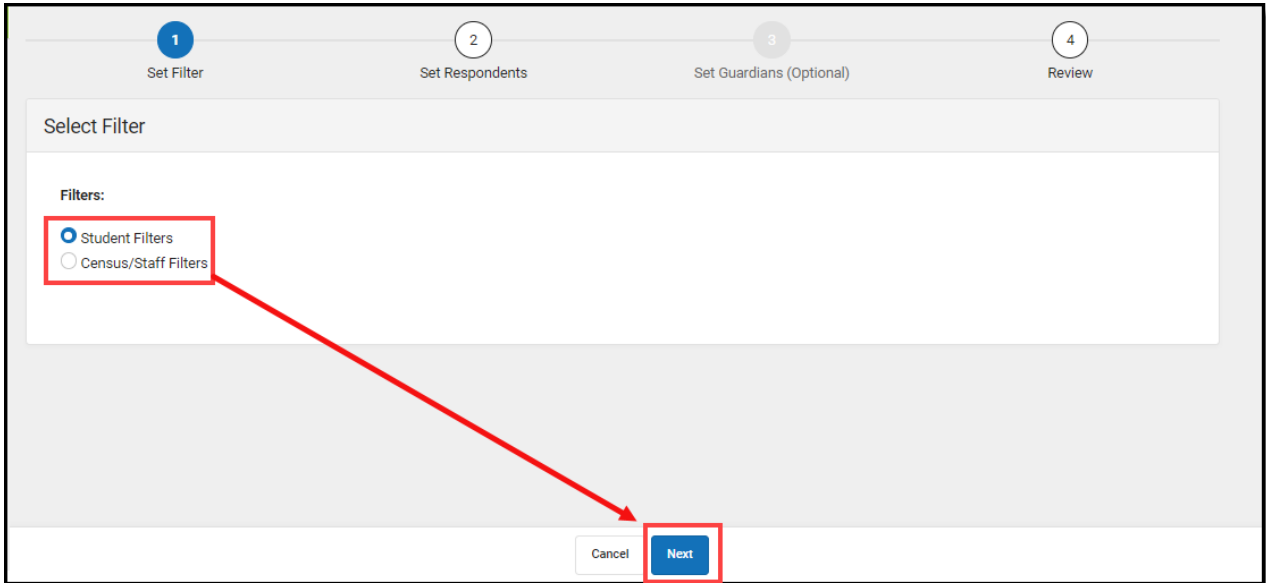 1 2 3 4
Set Filter Set Respondents Set Guardians (Optional) Review
Select Filter
Filters:
Student Filters
Census/Staff Filters
Cancel Next